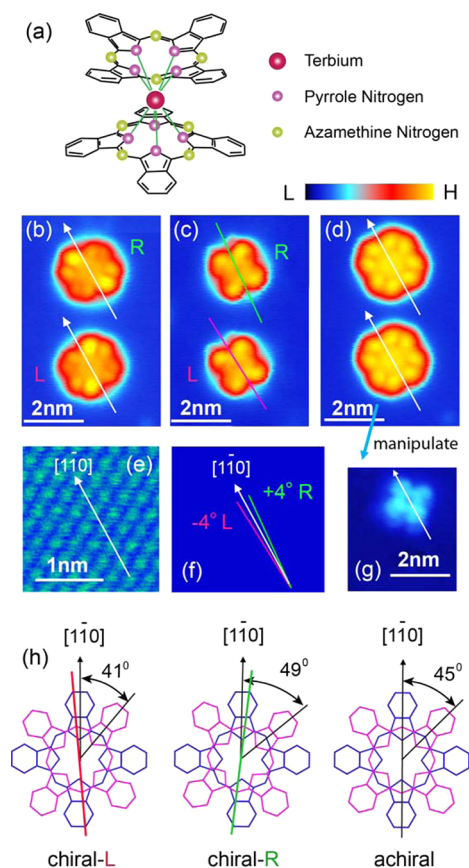 (a)
Terbium
Pyrrole Nitrogen
Azamethine Nitrogen
L H
(b) (c) (d)
R R
L L
2nm 2nm 2nm
manipulate
[11̄0] (e) [11̄0] +4° R
-4° L
1nm (f) (g) 2nm
(h) [11̄0] [11̄0] [11̄0]
41⁰ 49⁰ 45⁰
chiral-L chiral-R achiral